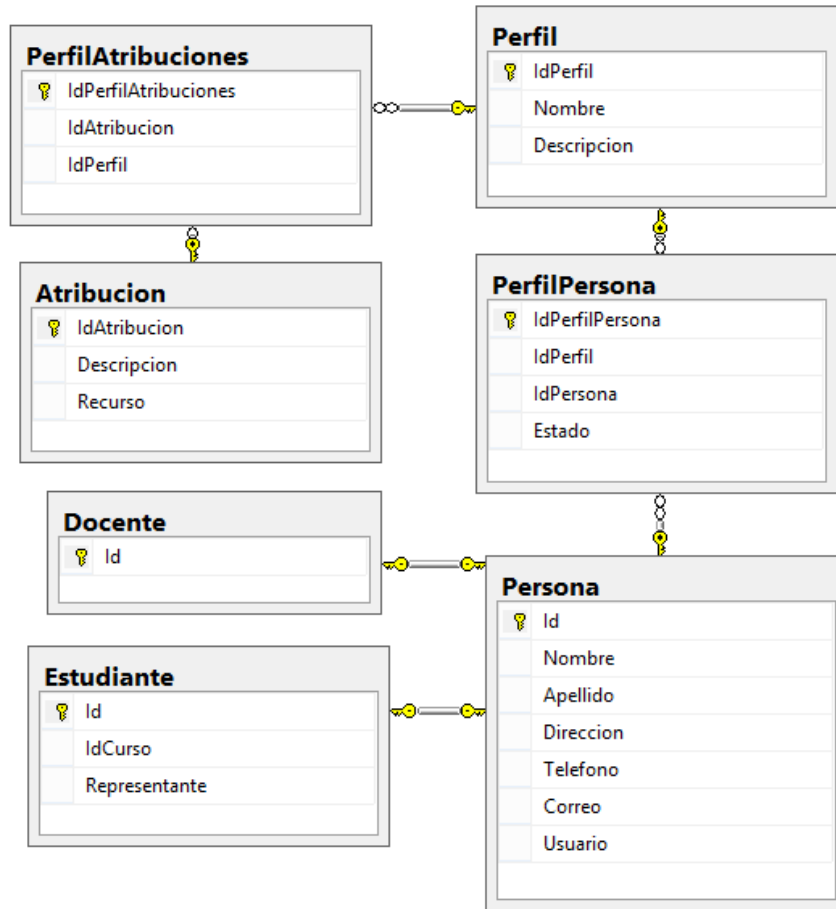 PerfilAtribuciones
IdPerfilAtribuciones
IdAtribucion
IdPerfil
Perfil
IdPerfil
Nombre
Descripcion
Atribucion
IdAtribucion
Descripcion
Recurso
PerfilPersona
IdPerfilPersona
IdPerfil
IdPersona
Estado
Docente
Id
Estudiante
Id
IdCurso
Representante
Persona
Id
Nombre
Apellido
Direccion
Telefono
Correo
Usuario